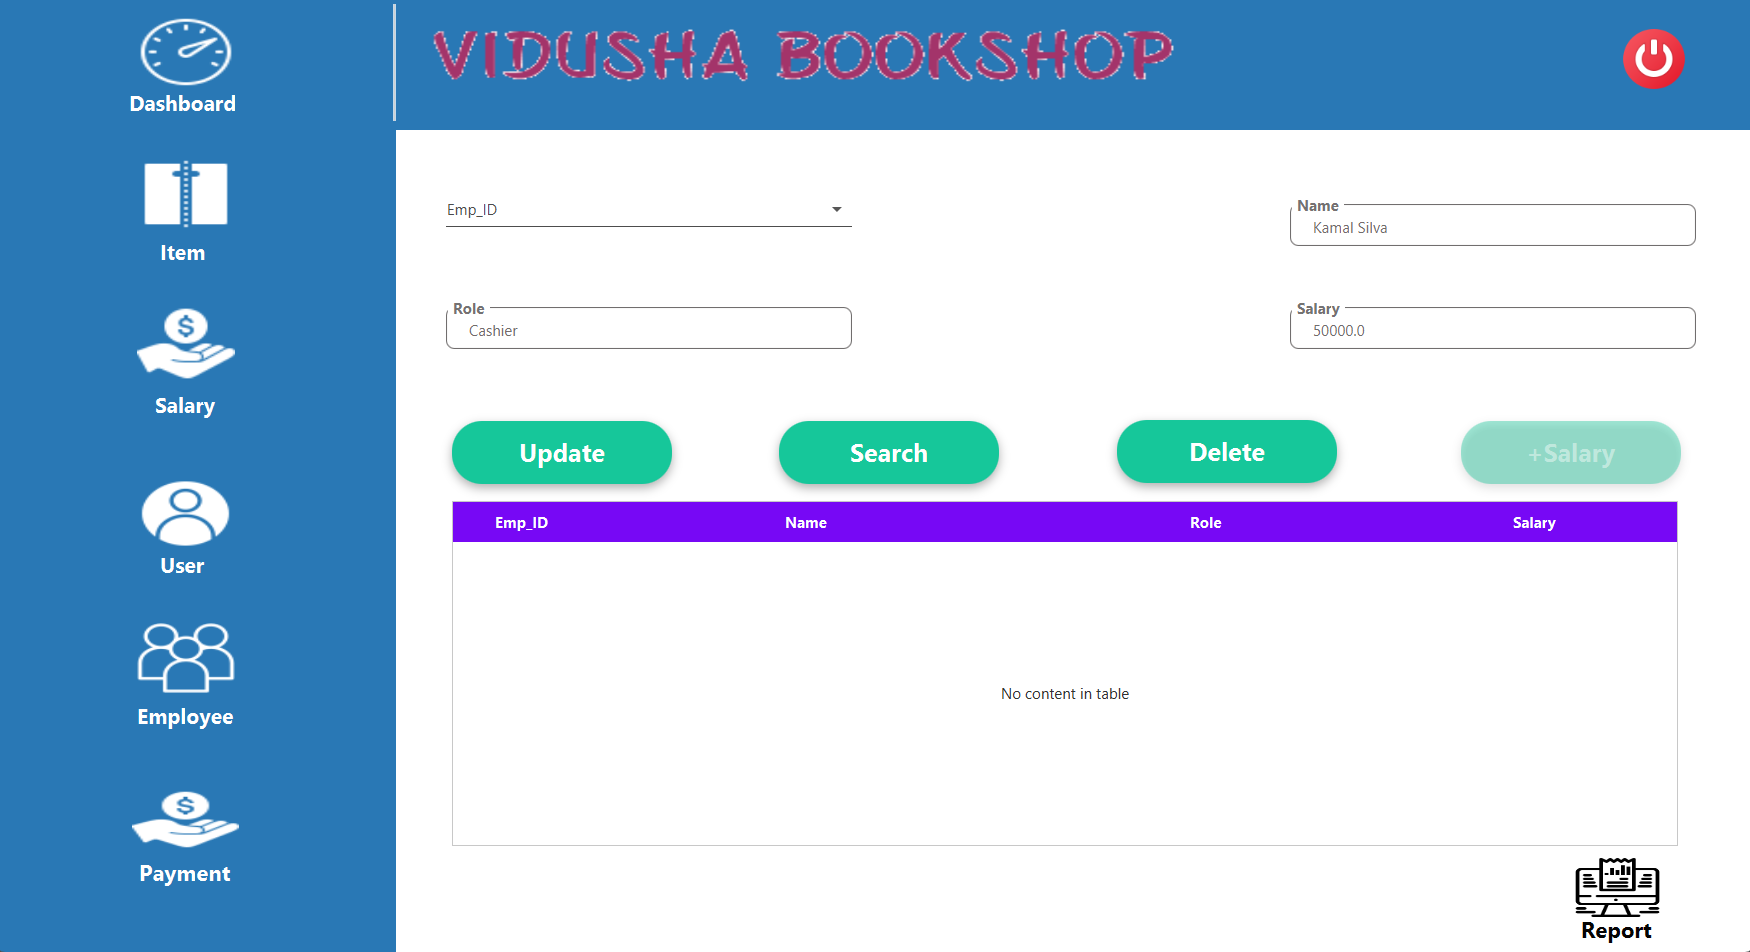 VIDUSHA BOOKSHOP
Dashboard
Item
Salary
User
Employee
Payment
Emp_ID
Name
Kamal Silva
Role
Cashier
Salary
50000.0
Update
Search
Delete
+Salary
Emp_ID Name Role Salary
No content in table
Report